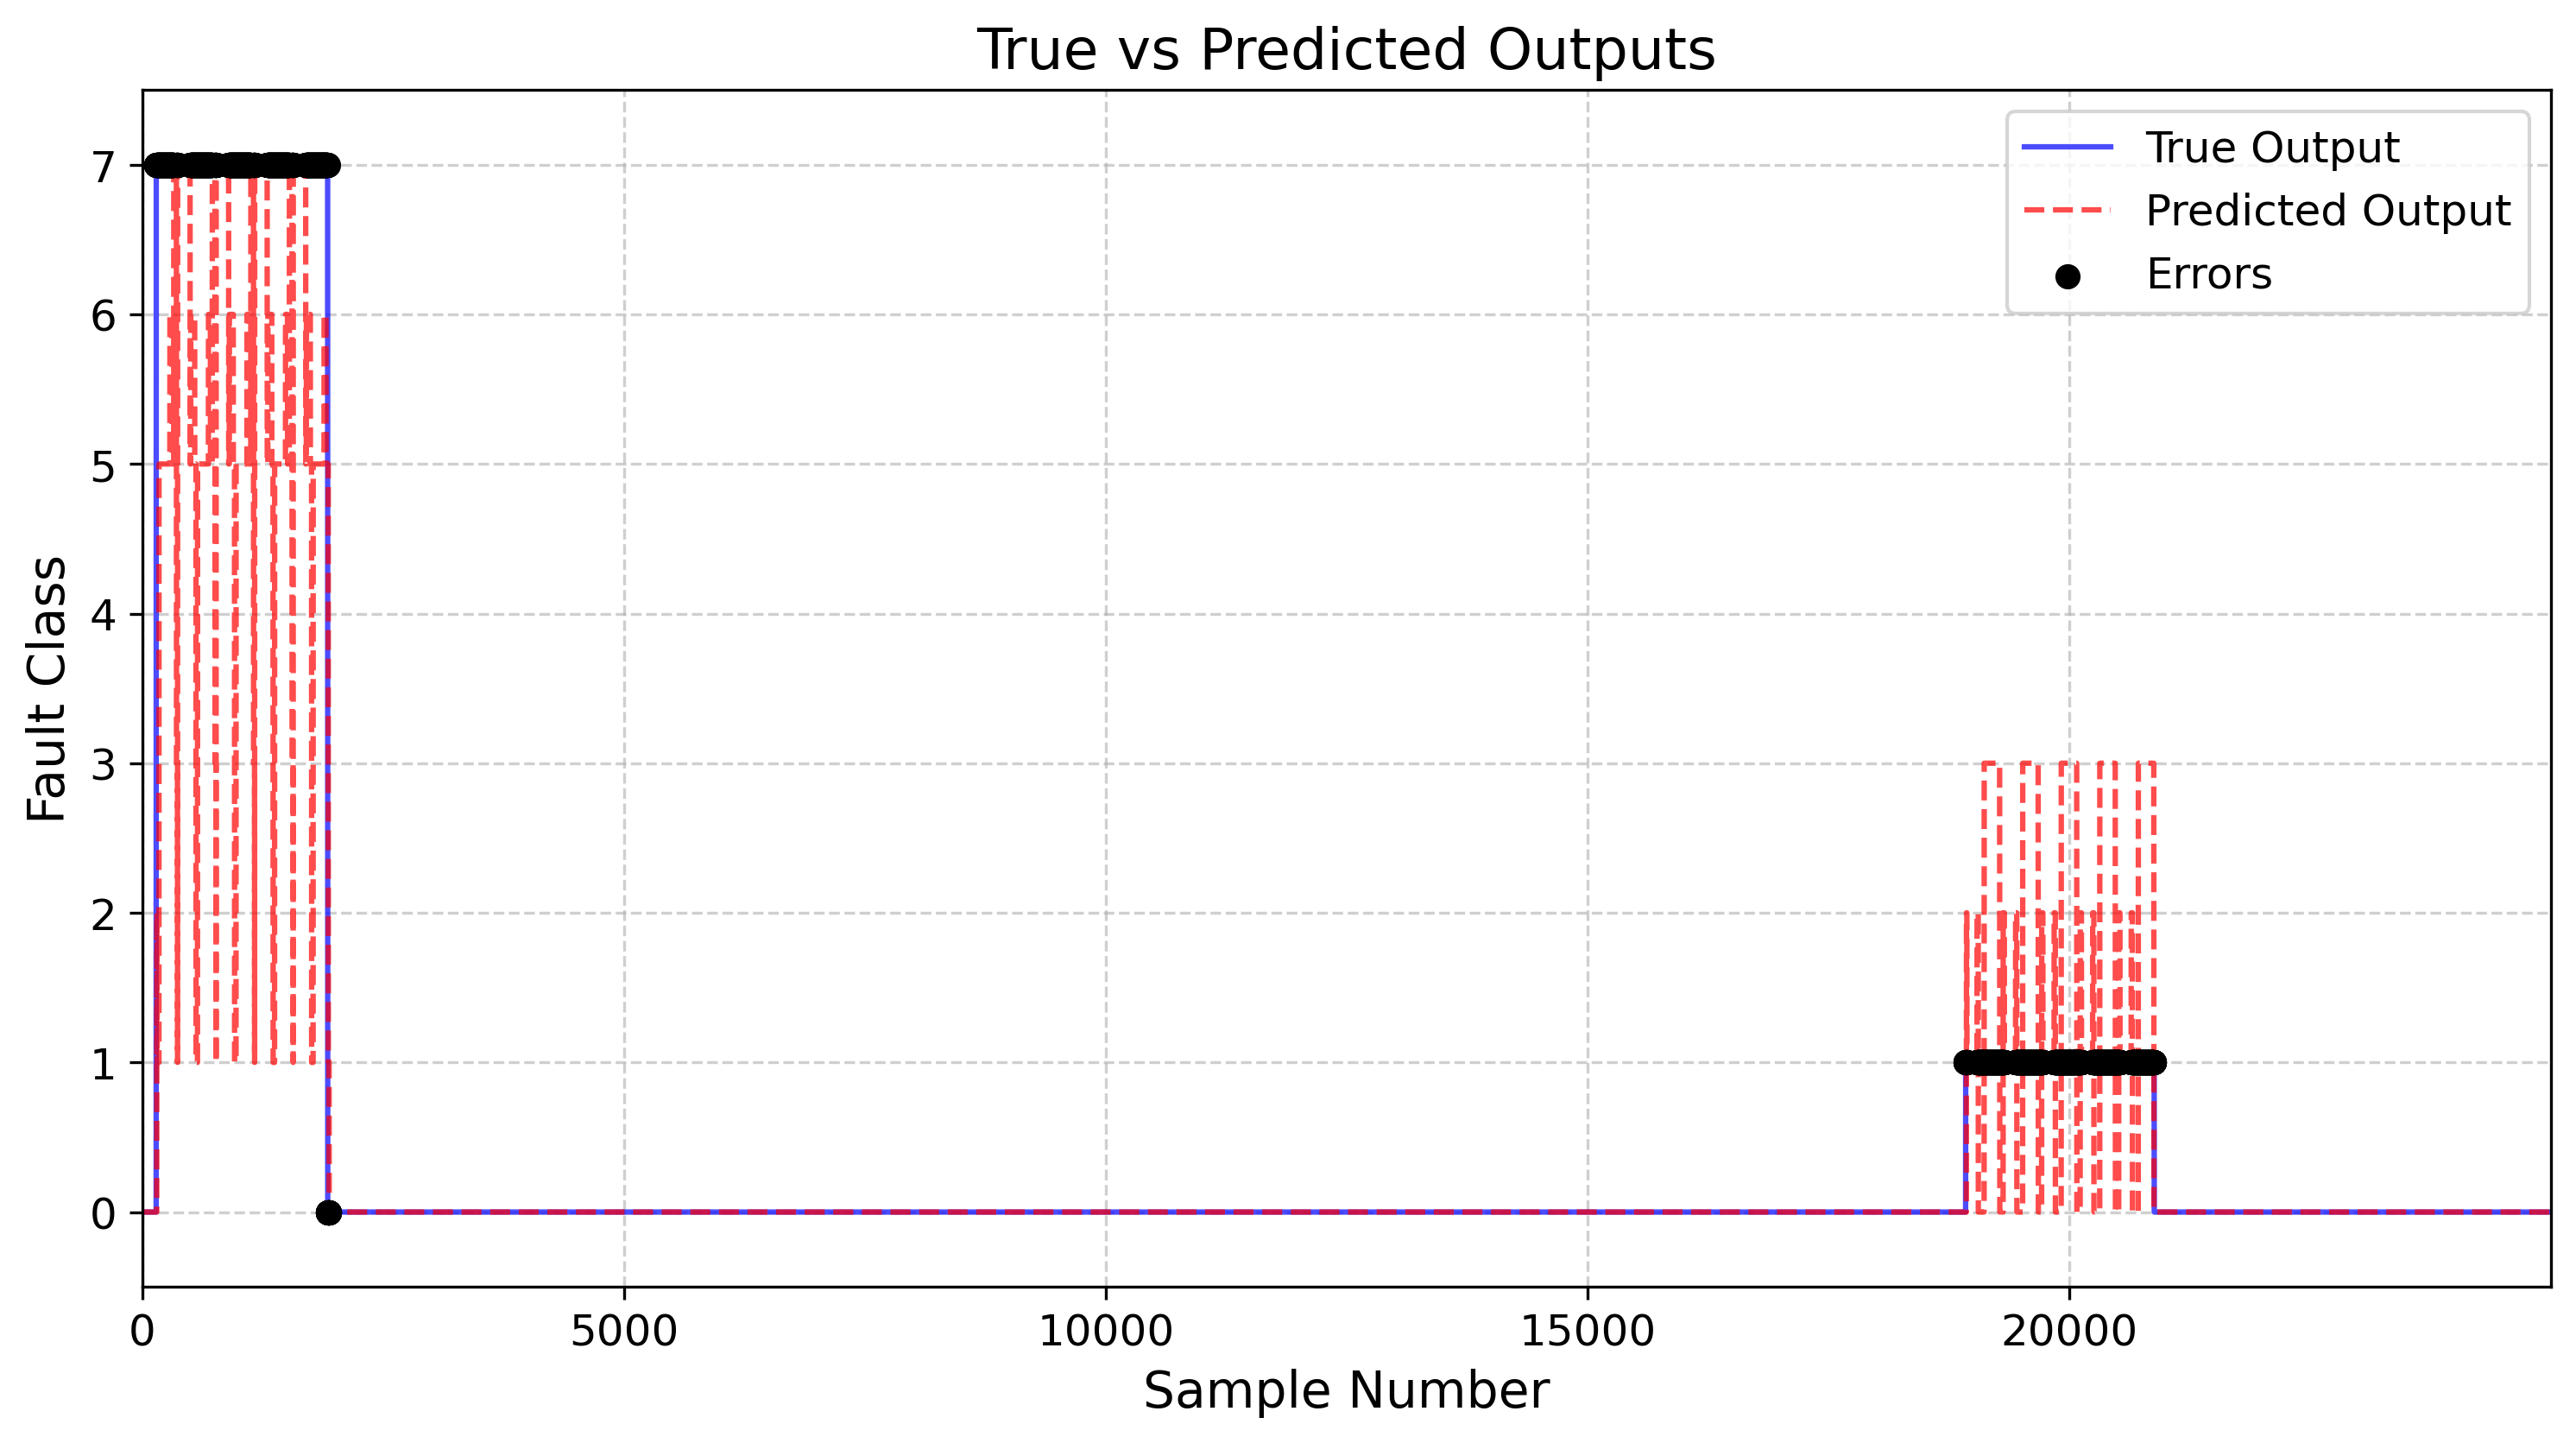 True vs Predicted Outputs
True Output
Predicted Output
Errors
Fault Class
7
6
5
4
3
2
1
0
0 5000 10000 15000 20000
Sample Number